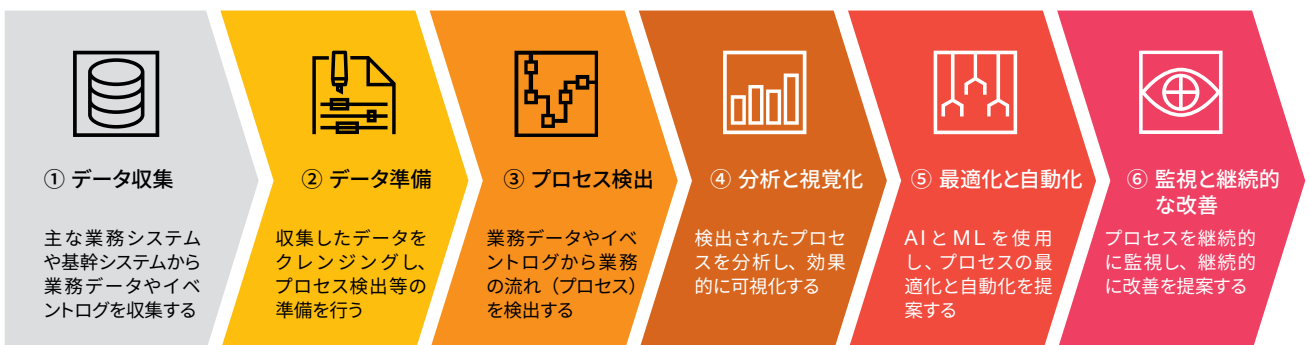 ① データ収集
主な業務システム
や基幹システムから
業務データやイベ
ントログを収集する
② データ準備
収集したデータを
クレンジングし、
プロセス検出等の
準備を行う
③ プロセス検出
業務データやイベ
ントログから業務
の流れ（プロセス）
を検出する
④ 分析と視覚化
検出されたプロセ
スを分析し、効果
的に可視化する
⑤ 最適化と自動化
AIとMLを使用
し、プロセスの最
適化と自動化を提
案する
⑥ 監視と継続的
な改善
プロセスを継続的
に監視し、継続的
に改善を提案する